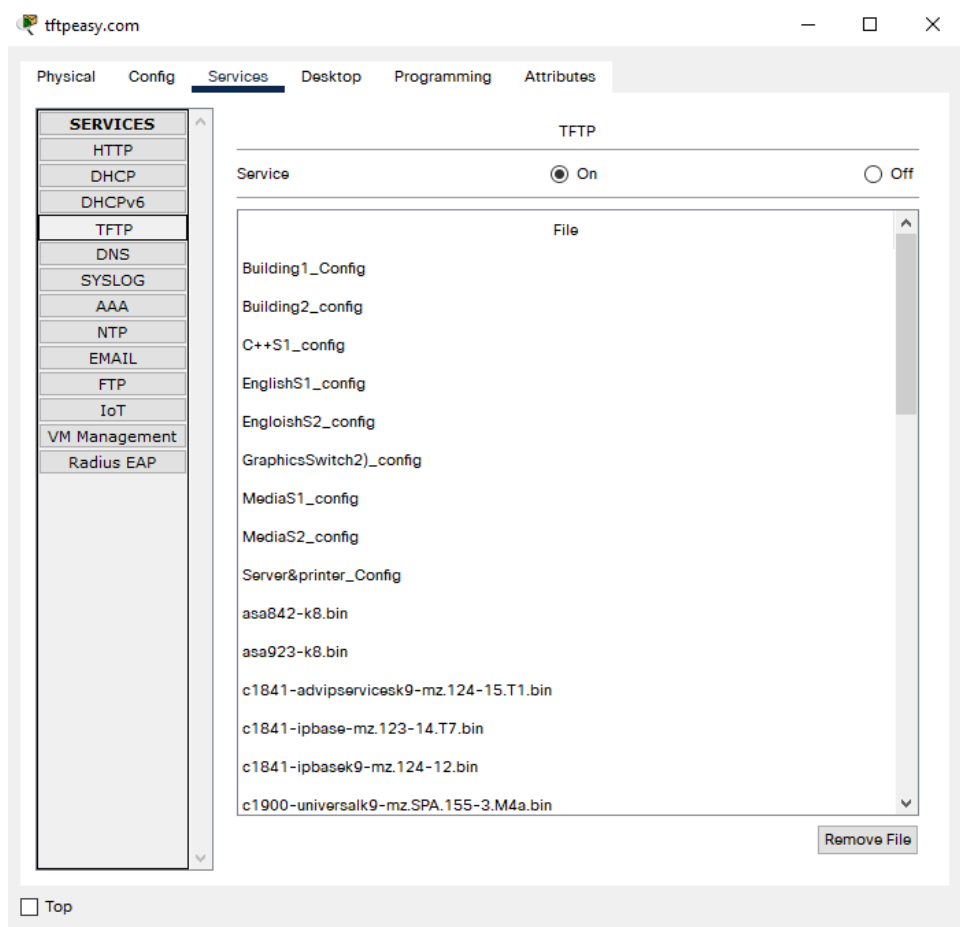 tftpeasy.com
Physical Config Services Desktop Programming Attributes
SERVICES
HTTP
DHCP
DHCPv6
TFTP
DNS
SYSLOG
AAA
NTP
EMAIL
FTP
IoT
VM Management
Radius EAP
TFTP
Service On Off
File
Building1_Config
Building2_config
C++S1_config
EnglishS1_config
EngloishS2_config
GraphicsSwitch2)_config
MediaS1_config
MediaS2_config
Server&printer_Config
asa842-k8.bin
asa923-k8.bin
c1841-advipservicesk9-mz.124-15.T1.bin
c1841-ipbase-mz.123-14.T7.bin
c1841-ipbasek9-mz.124-12.bin
c1900-universalk9-mz.SPA.155-3.M4a.bin
Remove File
Top